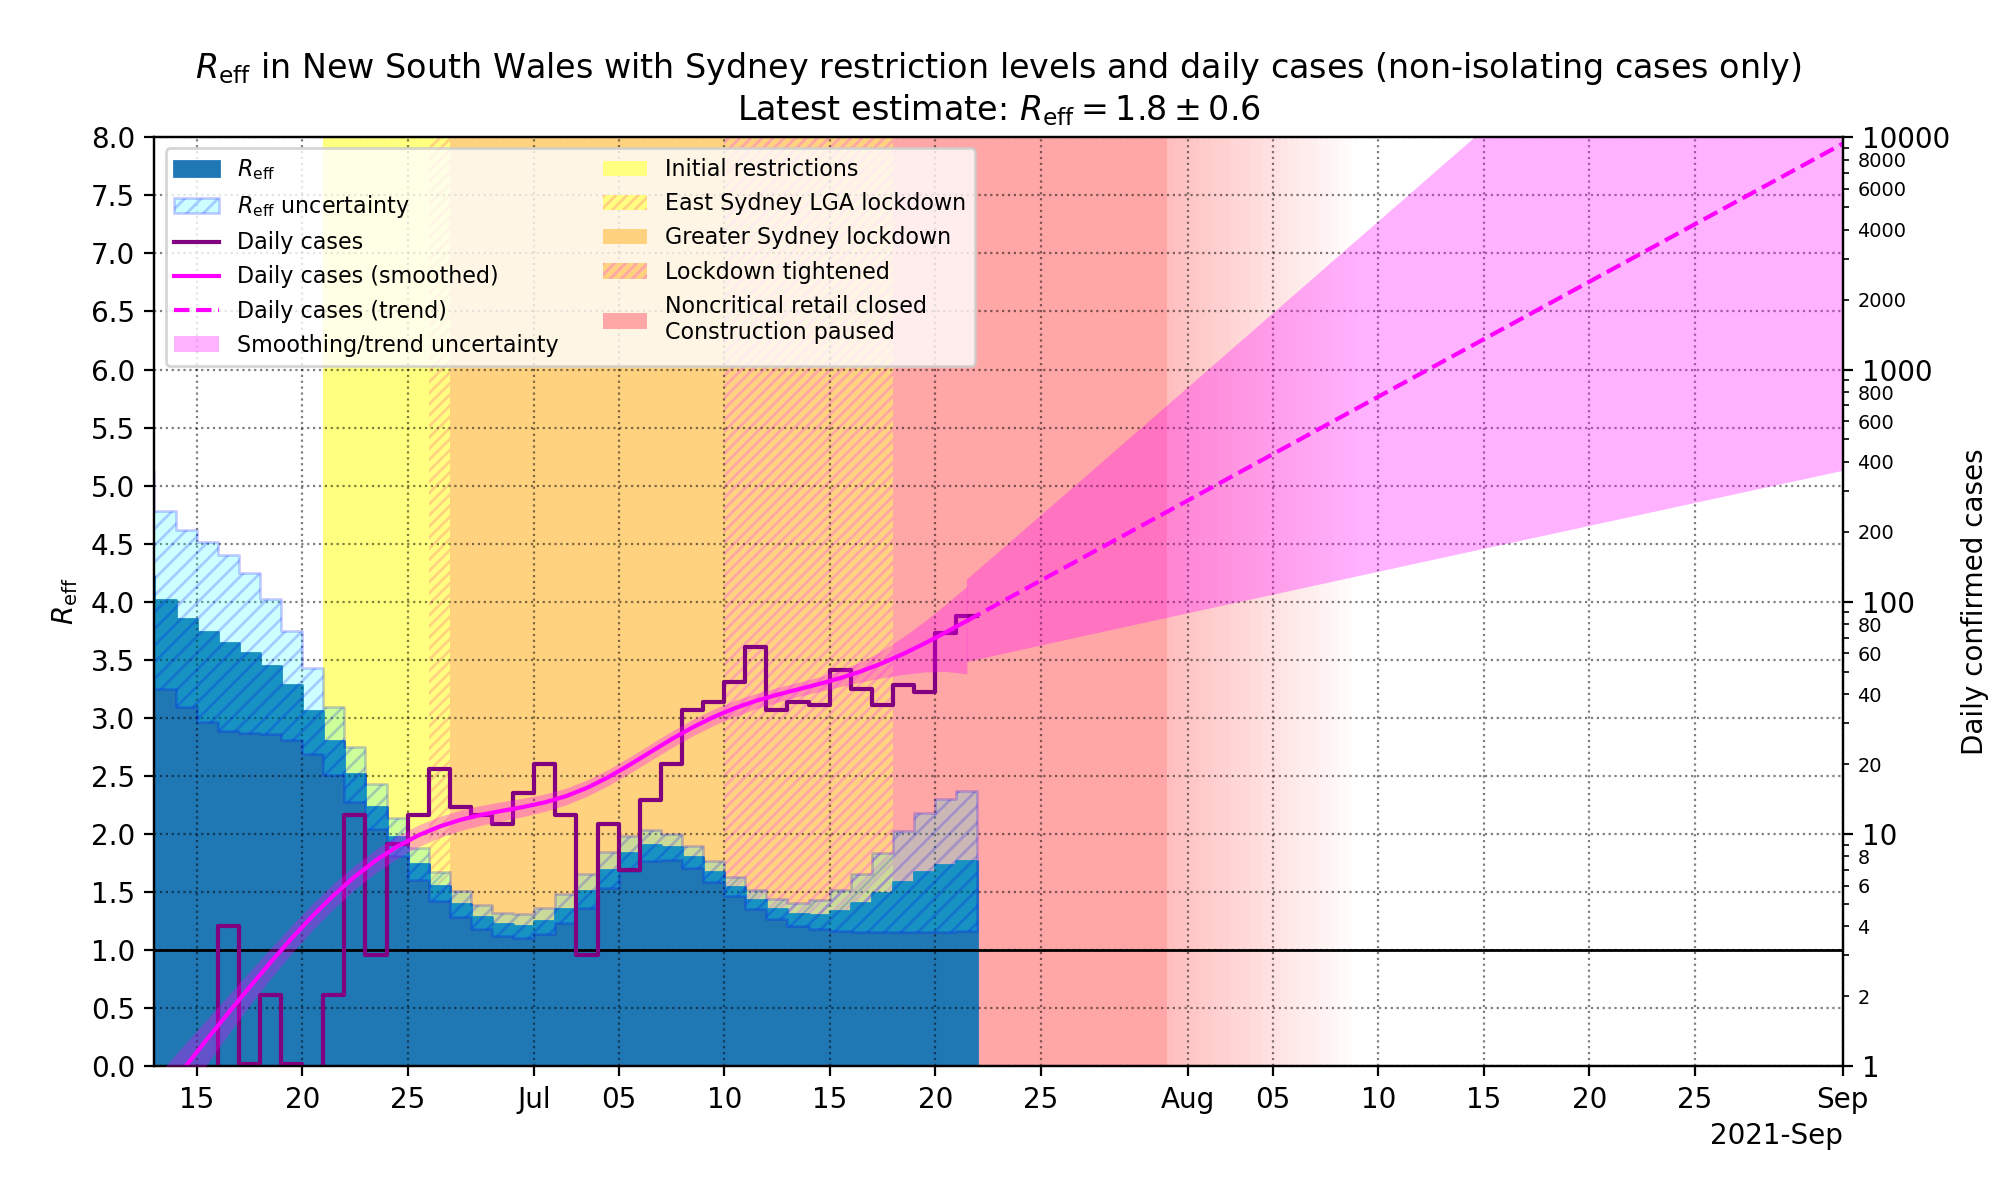 R_eff in New South Wales with Sydney restriction levels and daily cases (non-isolating cases only)
Latest estimate: R_eff = 1.8 ± 0.6
R_eff
R_eff uncertainty
Daily cases
Daily cases (smoothed)
Daily cases (trend)
Smoothing/trend uncertainty
Initial restrictions
East Sydney LGA lockdown
Greater Sydney lockdown
Lockdown tightened
Noncritical retail closed
Construction paused
R_eff
8.0
7.5
7.0
6.5
6.0
5.5
5.0
4.5
4.0
3.5
3.0
2.5
2.0
1.5
1.0
0.5
0.0
10000
8000
6000
4000
2000
1000
800
600
400
200
100
80
60
40
20
10
8
6
4
2
1
Daily confirmed cases
15 20 25 Jul 05 10 15 20 25 Aug 05 10 15 20 25 Sep
2021-Sep